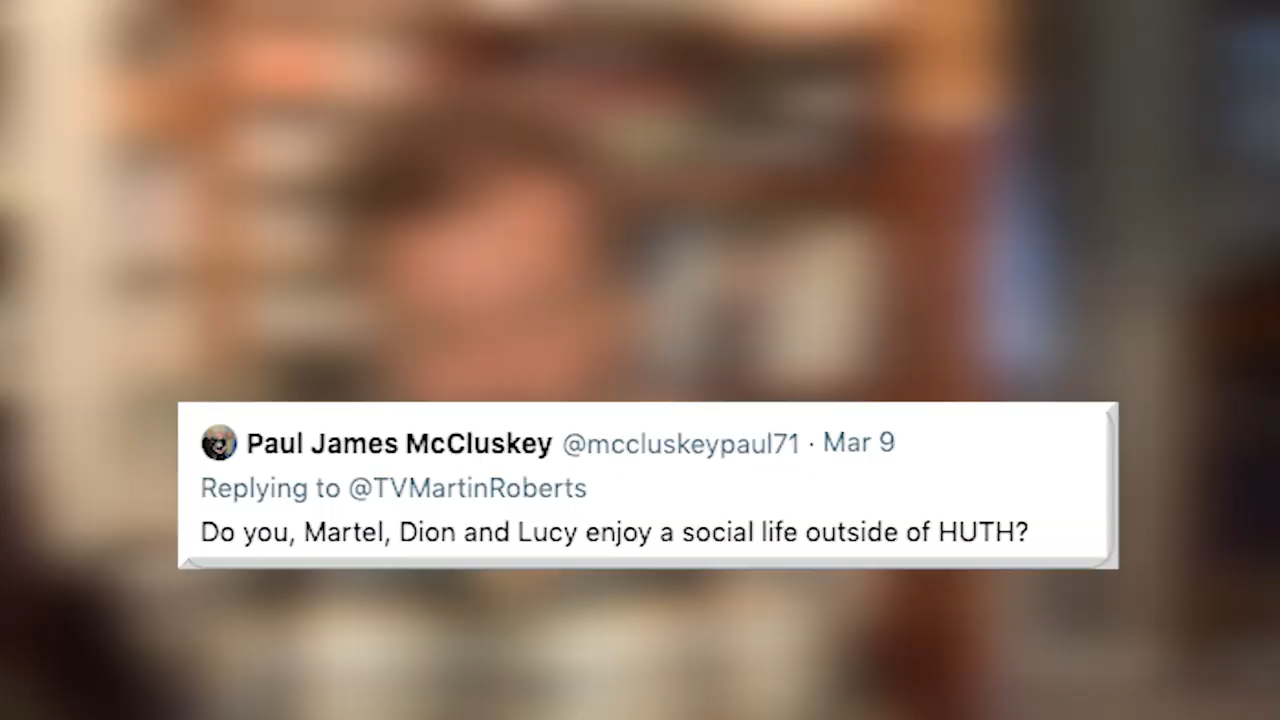 Paul James McCluskey @mccluskeypaul71 · Mar 9
Replying to @TVMartinRoberts
Do you, Martel, Dion and Lucy enjoy a social life outside of HUTH?